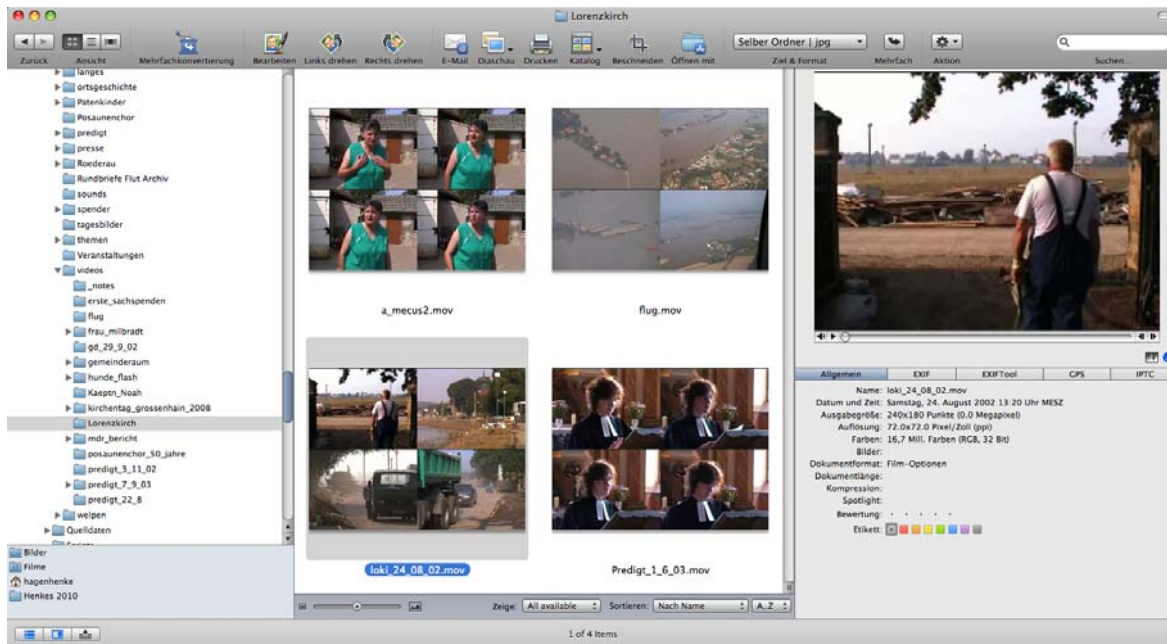 Lorenzkirch
Selber Ordner | jpg
Zurück Ansicht Mehrfachkonvertierung Bearbeiten Links drehen Rechts drehen E-Mail Diaschau Drucken Katalog Beschneiden Öffnen mit Ziel & Format Mehrfach Aktion Suchen...
langes
ortsgeschichte
Patenkinder
Posaunenchor
predigt
presse
Roederau
Rundbriefe Flut Archiv
sounds
spender
tagesbilder
themen
Veranstaltungen
videos
_notes
erste_sachspenden
flug
frau_milbradt
gd_29_9_02
gemeinderaum
hunde_flash
Kaeptn_Noah
kirchentag_grossenhain_2008
Lorenzkirch
mdr_bericht
posaunenchor_50_jahre
predigt_3_11_02
predigt_7_9_03
predigt_22_8
welpen
Quelldaten
Bilder
Filme
hagenhenke
Henkes 2010
a_mecus2.mov
flug.mov
loki_24_08_02.mov
Predigt_1_6_03.mov
Zeige: All available Sortieren: Nach Name A..Z
Allgemein EXIF EXIFTool GPS IPTC
Name: loki_24_08_02.mov
Datum und Zeit: Samstag, 24. August 2002 13:20 Uhr MESZ
Ausgabegröße: 240x180 Punkte (0.0 Megapixel)
Auflösung: 72.0x72.0 Pixel/Zoll (ppi)
Farben: 16,7 Mill. Farben (RGB, 32 Bit)
Bilder:
Dokumentformat: Film-Optionen
Dokumentlänge:
Kompression:
Spotlight:
Bewertung:
Etikett:
1 of 4 items